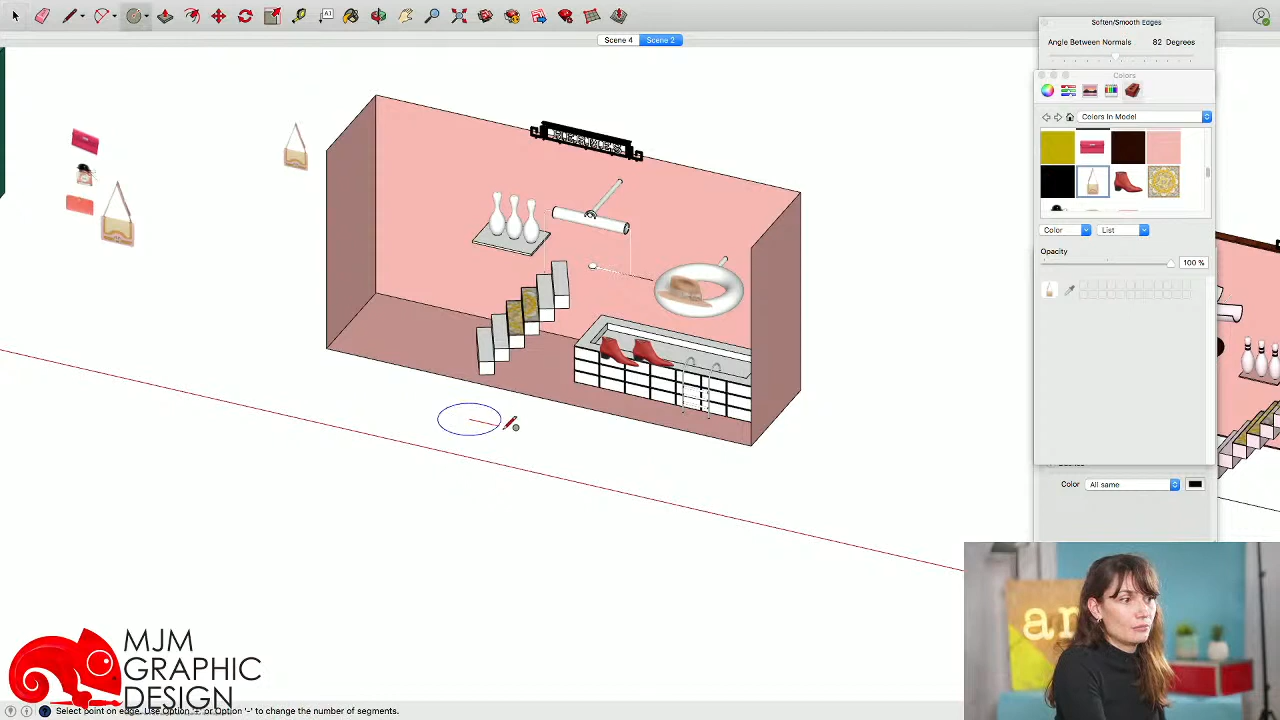 Soften/Smooth Edges
Scene 4
Scene 2
Angle Between Normals 82 Degrees
Colors
Colors In Model
Color
List
Opacity
100 %
Color
All same
an
MJM
GRAPHIC
DESIGN
Select point on edge. Use Option '+' or Option '-' to change the number of segments.